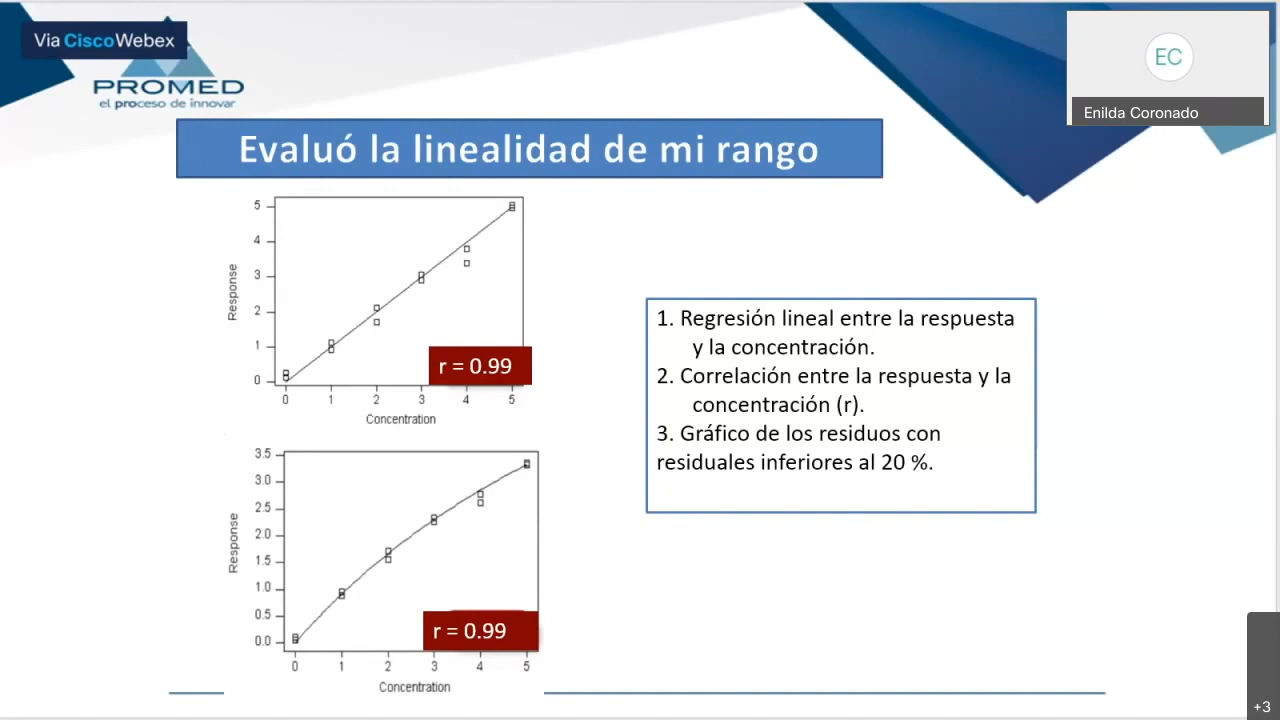 Via CiscoWebex
PROMED
el proceso de innovar
EC
Enilda Coronado
Evaluó la linealidad de mi rango
5
4
3
2
1
0
Response
r = 0.99
0 1 2 3 4 5
Concentration
3.5
3.0
2.5
2.0
1.5
1.0
0.5
0.0
Response
r = 0.99
0 1 2 3 4 5
Concentration
1. Regresión lineal entre la respuesta
y la concentración.
2. Correlación entre la respuesta y la
concentración (r).
3. Gráfico de los residuos con
residuales inferiores al 20 %.
+3